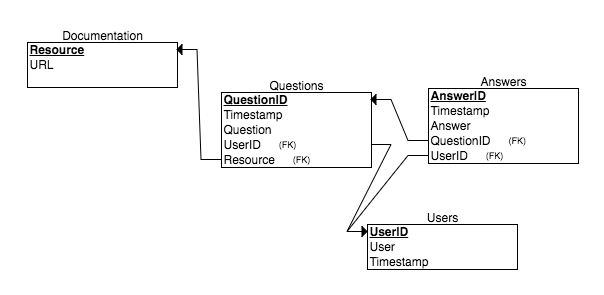 Documentation
Resource
URL
Questions
QuestionID
Timestamp
Question
UserID (FK)
Resource (FK)
Answers
AnswerID
Timestamp
Answer
QuestionID (FK)
UserID (FK)
Users
UserID
User
Timestamp